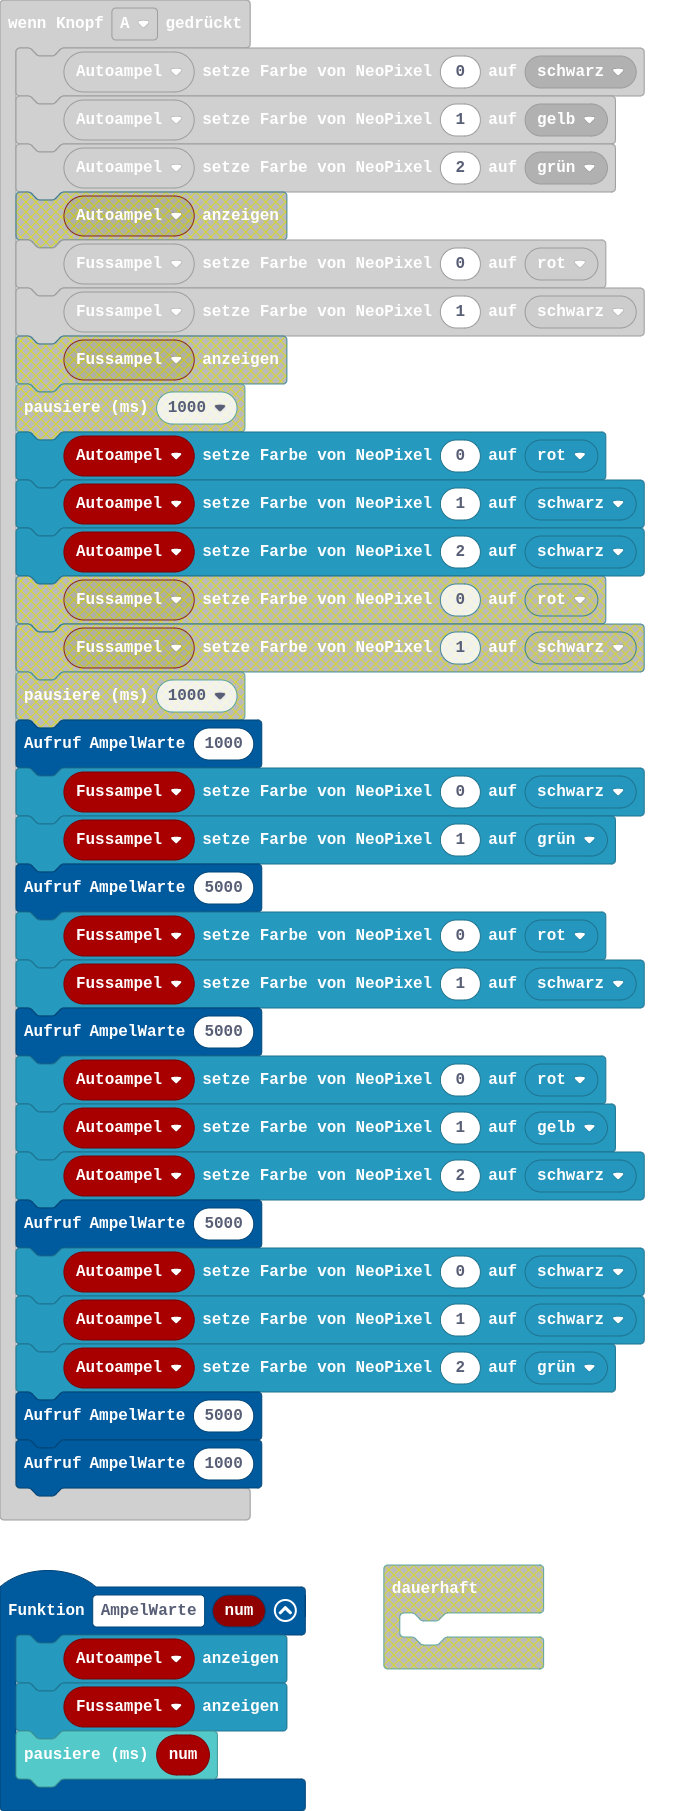 wenn Knopf A gedrückt
Autoampel setze Farbe von NeoPixel 0 auf schwarz
Autoampel setze Farbe von NeoPixel 1 auf gelb
Autoampel setze Farbe von NeoPixel 2 auf grün
Autoampel anzeigen
Fussampel setze Farbe von NeoPixel 0 auf rot
Fussampel setze Farbe von NeoPixel 1 auf schwarz
Fussampel anzeigen
pausiere (ms) 1000
Autoampel setze Farbe von NeoPixel 0 auf rot
Autoampel setze Farbe von NeoPixel 1 auf schwarz
Autoampel setze Farbe von NeoPixel 2 auf schwarz
Fussampel setze Farbe von NeoPixel 0 auf rot
Fussampel setze Farbe von NeoPixel 1 auf schwarz
pausiere (ms) 1000
Aufruf AmpelWarte 1000
Fussampel setze Farbe von NeoPixel 0 auf schwarz
Fussampel setze Farbe von NeoPixel 1 auf grün
Aufruf AmpelWarte 5000
Fussampel setze Farbe von NeoPixel 0 auf rot
Fussampel setze Farbe von NeoPixel 1 auf schwarz
Aufruf AmpelWarte 5000
Autoampel setze Farbe von NeoPixel 0 auf rot
Autoampel setze Farbe von NeoPixel 1 auf gelb
Autoampel setze Farbe von NeoPixel 2 auf schwarz
Aufruf AmpelWarte 5000
Autoampel setze Farbe von NeoPixel 0 auf schwarz
Autoampel setze Farbe von NeoPixel 1 auf schwarz
Autoampel setze Farbe von NeoPixel 2 auf grün
Aufruf AmpelWarte 5000
Aufruf AmpelWarte 1000
Funktion AmpelWarte num
Autoampel anzeigen
Fussampel anzeigen
pausiere (ms) num
dauerhaft